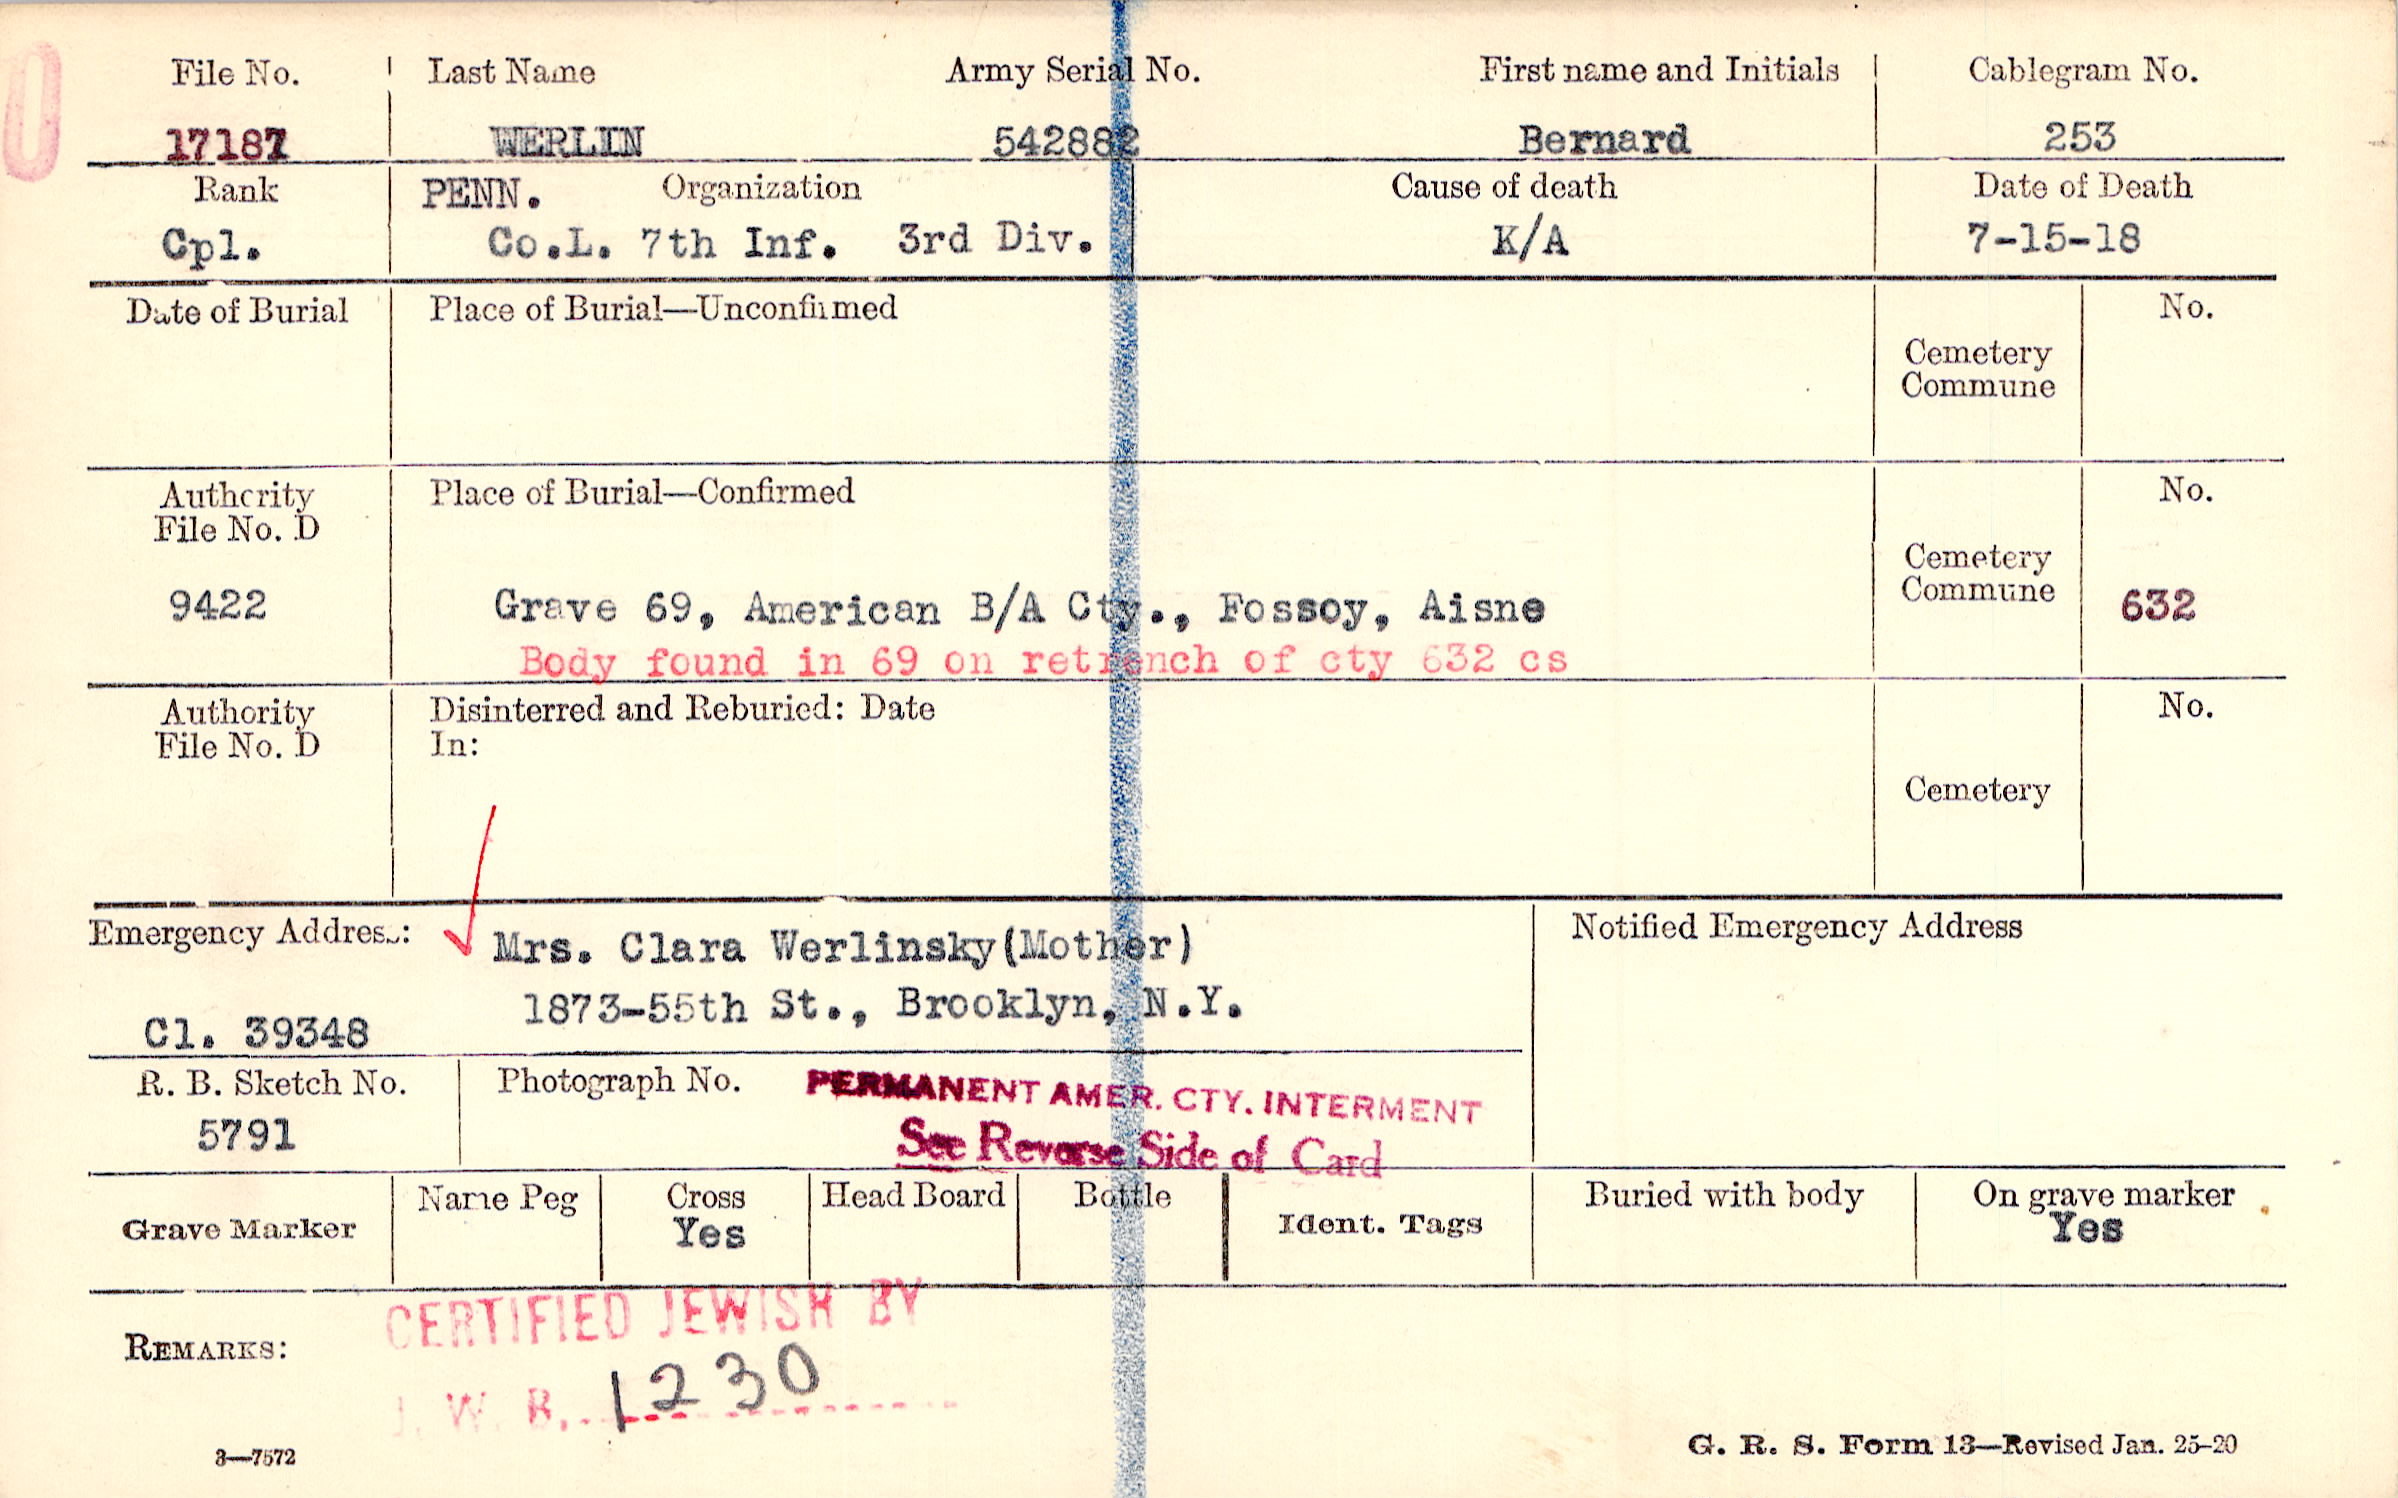 File No. Last Name Army Serial No. First name and Initials Cablegram No.
17187 WERLIN 542882 Bernard 253
Rank PENN. Organization Cause of death Date of Death
Cpl. Co.L. 7th Inf. 3rd Div. K/A 7-15-18
Date of Burial Place of Burial—Unconfirmed No.
Cemetery
Commune
Authority Place of Burial—Confirmed No.
File No. D
Cemetery
Commune
9422 Grave 69, American B/A Cty., Fossoy, Aisne 632
Body found in 69 on retrench of cty 632 cs
Authority Disinterred and Reburied: Date No.
File No. D In:
Cemetery
Emergency Address: Mrs. Clara Werlinsky(Mother) Notified Emergency Address
1873-55th St., Brooklyn, N.Y.
Cl. 39348
R. B. Sketch No. Photograph No. PERMANENT AMER. CTY. INTERMENT
5791 See Reverse Side of Card
Grave Marker Name Peg Cross Head Board Bottle Ident. Tags Buried with body On grave marker
Yes Yes
CERTIFIED JEWISH BY
REMARKS:
J. W. B. 1230
3—7572 G. R. S. Form 13—Revised Jan. 25-20